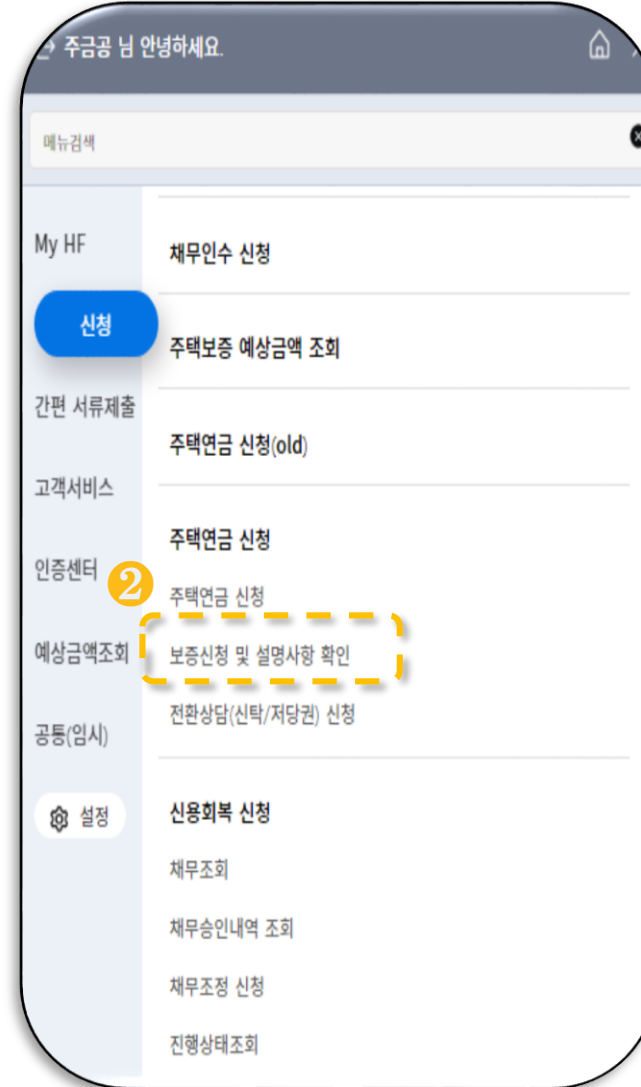 주금공 님 안녕하세요.
메뉴검색
My HF
신청
간편 서류제출
고객서비스
인증센터
예상금액조회
공통(임시)
설정
채무인수 신청
주택보증 예상금액 조회
주택연금 신청(old)
주택연금 신청
2
주택연금 신청
보증신청 및 설명사항 확인
전환상담(신탁/저당권) 신청
신용회복 신청
채무조회
채무승인내역 조회
채무조정 신청
진행상태조회